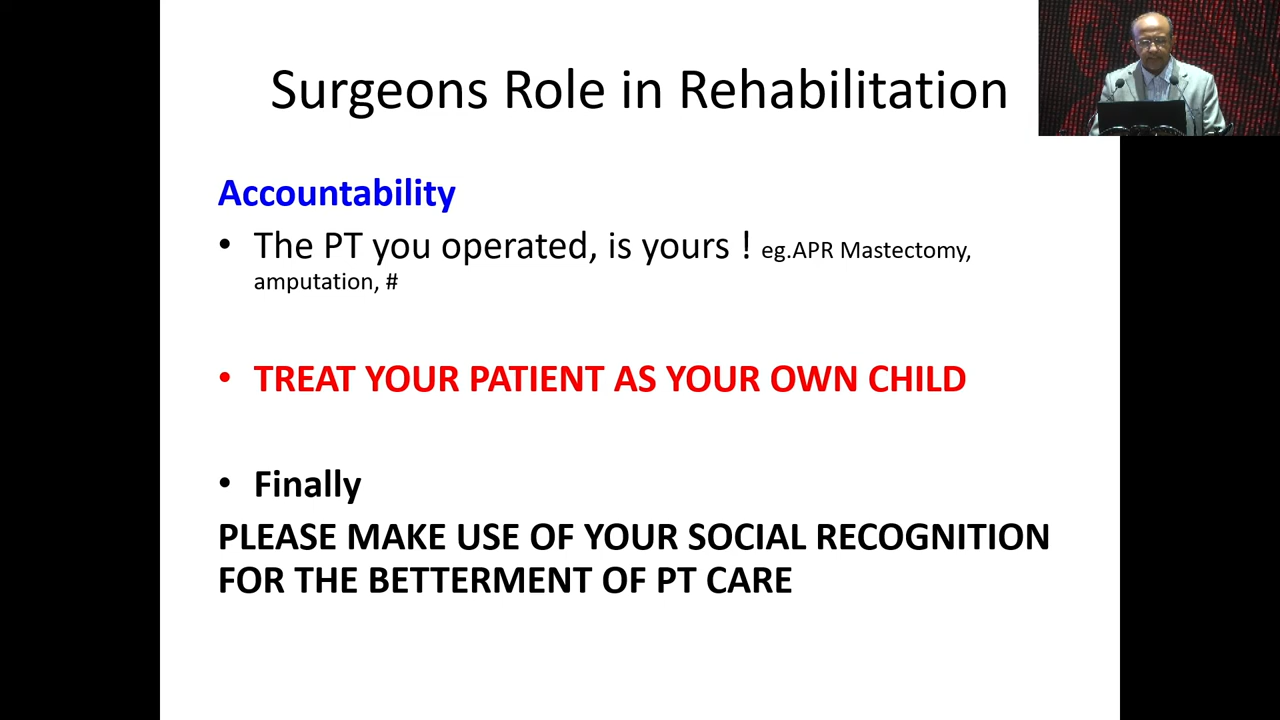 Surgeons Role in Rehabilitation
Accountability
• The PT you operated, is yours ! eg.APR Mastectomy,
amputation, #
• TREAT YOUR PATIENT AS YOUR OWN CHILD
• Finally
PLEASE MAKE USE OF YOUR SOCIAL RECOGNITION
FOR THE BETTERMENT OF PT CARE